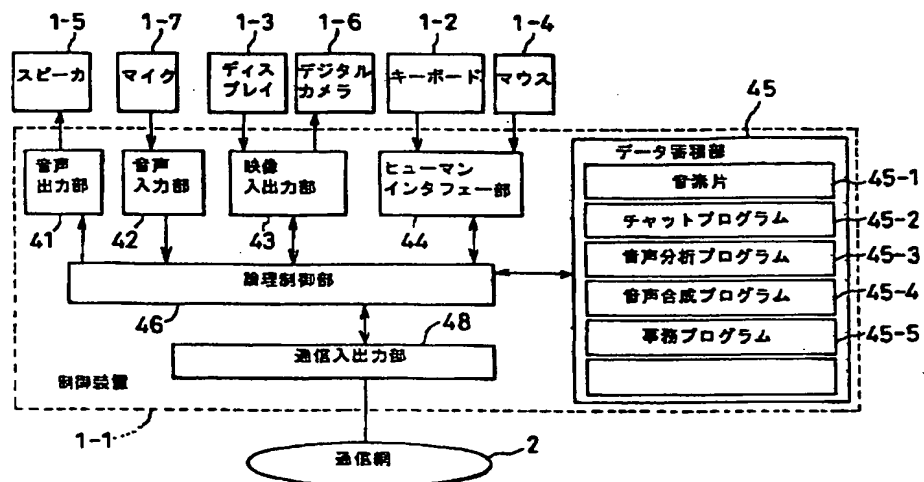 1-5
1-7
1-3
1-6
1-2
1-4
スピーカ
マイク
ディス
プレイ
デジタル
カメラ
キーボード
マウス
45
音声
出力部
音声
入力部
映像
入出力部
ヒューマン
インタフェー部
41
42
43
44
データ蓄積部
音楽片
45-1
チャットプログラム
45-2
音声分析プログラム
45-3
音声合成プログラム
45-4
事務プログラム
45-5
論理制御部
46
48
通信入出力部
制御装置
1-1
通信網
2